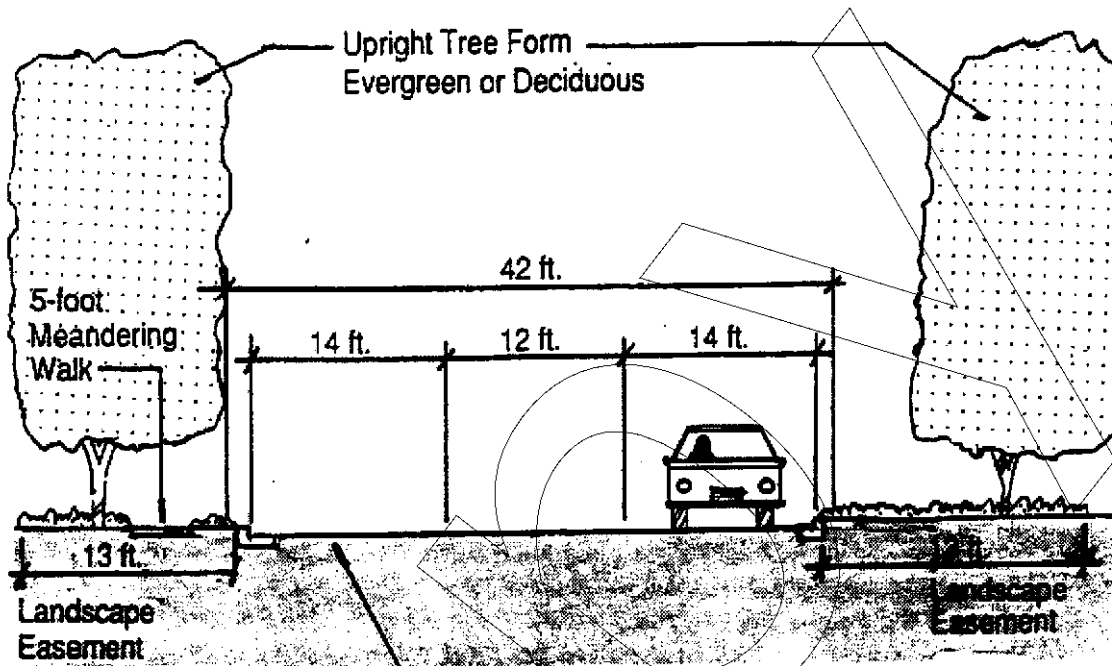 Upright Tree Form
Evergreen or Deciduous
42 ft.
5-foot
Meandering
Walk
14 ft.
12 ft.
14 ft.
13 ft.
ft.
Landscape
Easement
Landscape
Easement